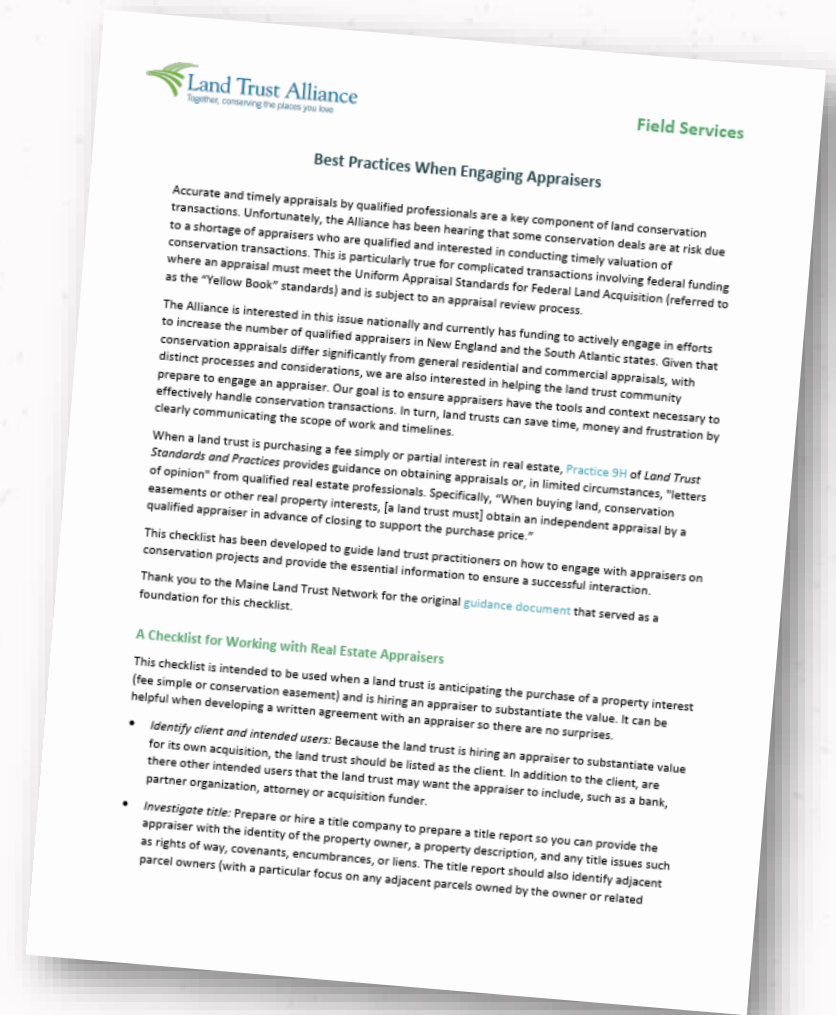 Land Trust Alliance
Together, conserving the places you love
Field Services
Best Practices When Engaging Appraisers
Accurate and timely appraisals by qualified professionals are a key component of land conservation
transactions. Unfortunately, the Alliance has been hearing that some conservation deals are at risk due
to a shortage of appraisers who are qualified and interested in conducting timely valuation of
conservation transactions. This is particularly true for complicated transactions involving federal funding
where an appraisal must meet the Uniform Appraisal Standards for Federal Land Acquisition (referred to
as the “Yellow Book” standards) and is subject to an appraisal review process.
The Alliance is interested in this issue nationally and currently has funding to actively engage in efforts
to increase the number of qualified appraisers in New England and the South Atlantic states. Given that
conservation appraisals differ significantly from general residential and commercial appraisals, with
distinct processes and considerations, we are also interested in helping the land trust community
prepare to engage an appraiser. Our goal is to ensure appraisers have the tools and context necessary to
effectively handle conservation transactions. In turn, land trusts can save time, money and frustration by
clearly communicating the scope of work and timelines.
When a land trust is purchasing a fee simply or partial interest in real estate, Practice 9H of Land Trust
Standards and Practices provides guidance on obtaining appraisals or, in limited circumstances, "letters
of opinion" from qualified real estate professionals. Specifically, “When buying land, conservation
easements or other real property interests, [a land trust must] obtain an independent appraisal by a
qualified appraiser in advance of closing to support the purchase price.”
This checklist has been developed to guide land trust practitioners on how to engage with appraisers on
conservation projects and provide the essential information to ensure a successful interaction.
Thank you to the Maine Land Trust Network for the original guidance document that served as a
foundation for this checklist.
A Checklist for Working with Real Estate Appraisers
This checklist is intended to be used when a land trust is anticipating the purchase of a property interest
(fee simple or conservation easement) and is hiring an appraiser to substantiate the value. It can be
helpful when developing a written agreement with an appraiser so there are no surprises.
• Identify client and intended users: Because the land trust is hiring an appraiser to substantiate value
for its own acquisition, the land trust should be listed as the client. In addition to the client, are
there other intended users that the land trust may want the appraiser to include, such as a bank,
partner organization, attorney or acquisition funder.
• Investigate title: Prepare or hire a title company to prepare a title report so you can provide the
appraiser with the identity of the property owner, a property description, and any title issues such
as rights of way, covenants, encumbrances, or liens. The title report should also identify adjacent
parcel owners (with a particular focus on any adjacent parcels owned by the owner or related